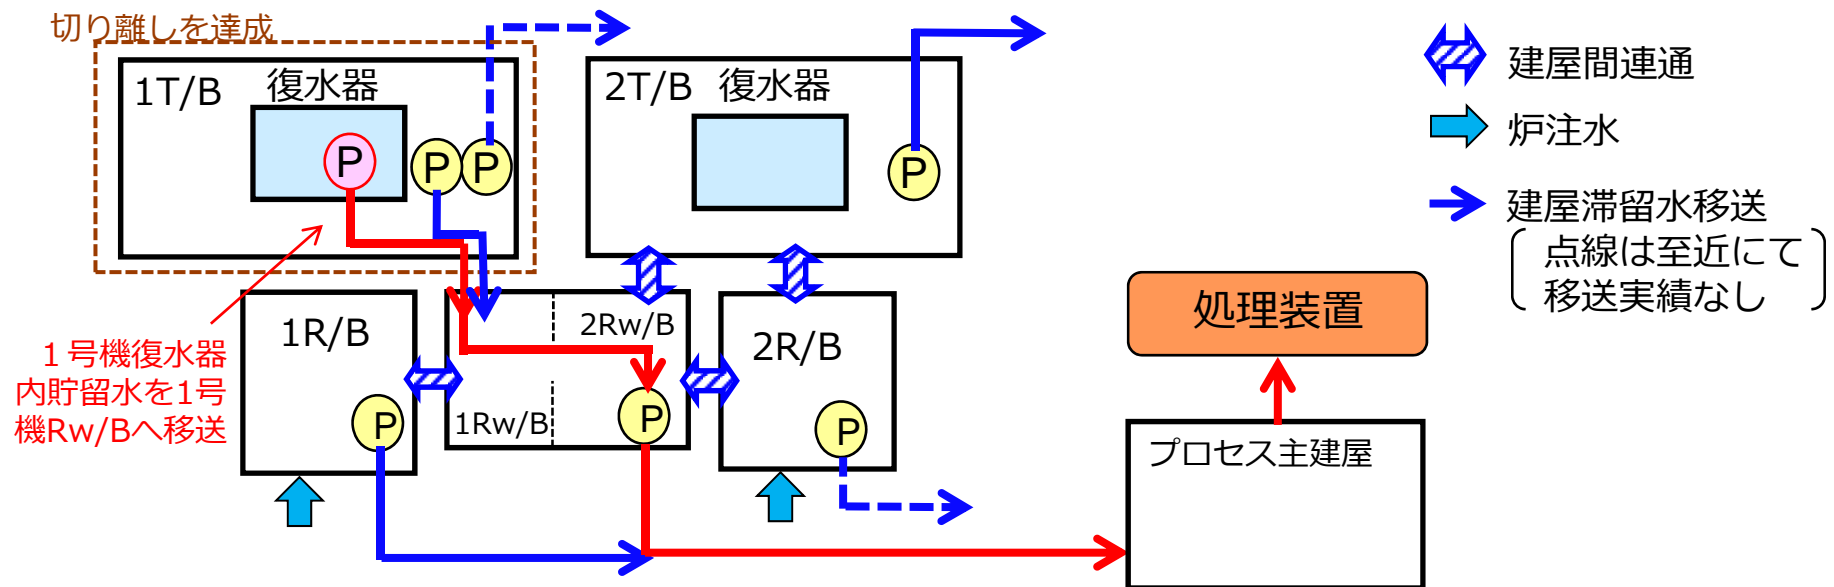 切り離しを達成
1T/B
復水器
P
P
P
2T/B
復水器
P
建屋間連通
炉注水
建屋滞留水移送
点線は至近にて
移送実績なし
1R/B
P
2Rw/B
1Rw/B
P
2R/B
P
１号機復水器
内貯留水を1号
機Rw/Bへ移送
処理装置
プロセス主建屋